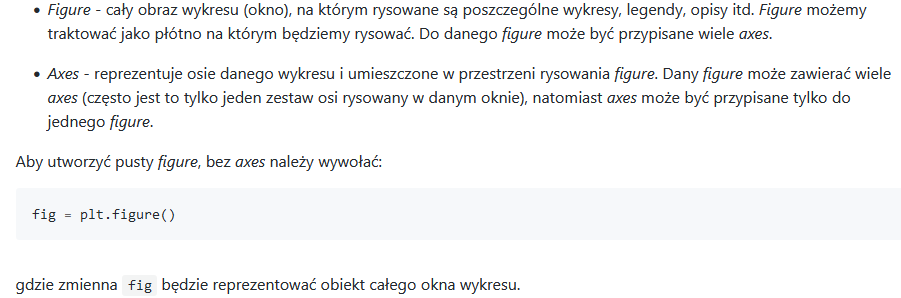 • Figure - cały obraz wykresu (okno), na którym rysowane są poszczególne wykresy, legendy, opisy itd. Figure możemy
traktować jako płótno na którym będziemy rysować. Do danego figure może być przypisane wiele axes.
• Axes - reprezentuje osie danego wykresu i umieszczone w przestrzeni rysowania figure. Dany figure może zawierać wiele
axes (często jest to tylko jeden zestaw osi rysowany w danym oknie), natomiast axes może być przypisane tylko do
jednego figure.
Aby utworzyć pusty figure, bez axes należy wywołać:
fig = plt.figure()
gdzie zmienna fig będzie reprezentować obiekt całego okna wykresu.